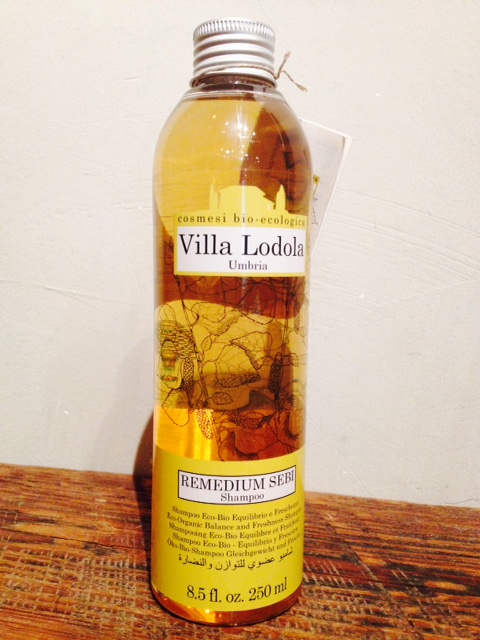 cosmesi bio-ecologica
Villa Lodola
Umbria
REMEDIUM SEBI
Shampoo
Shampoo Eco-Bio Equilibrio e Freschezza
Eco-Organic Balance and Freshness Shampoo
Shampooing Eco-Bio Equilibre et Fraîcheur
Shampoo Eco-Bio - Equilibrio y Frescura
Öko-Bio-Shampoo Gleichgewicht und
شامبو عضوي للتوازن والنضارة
8.5 fl. oz. 250 ml